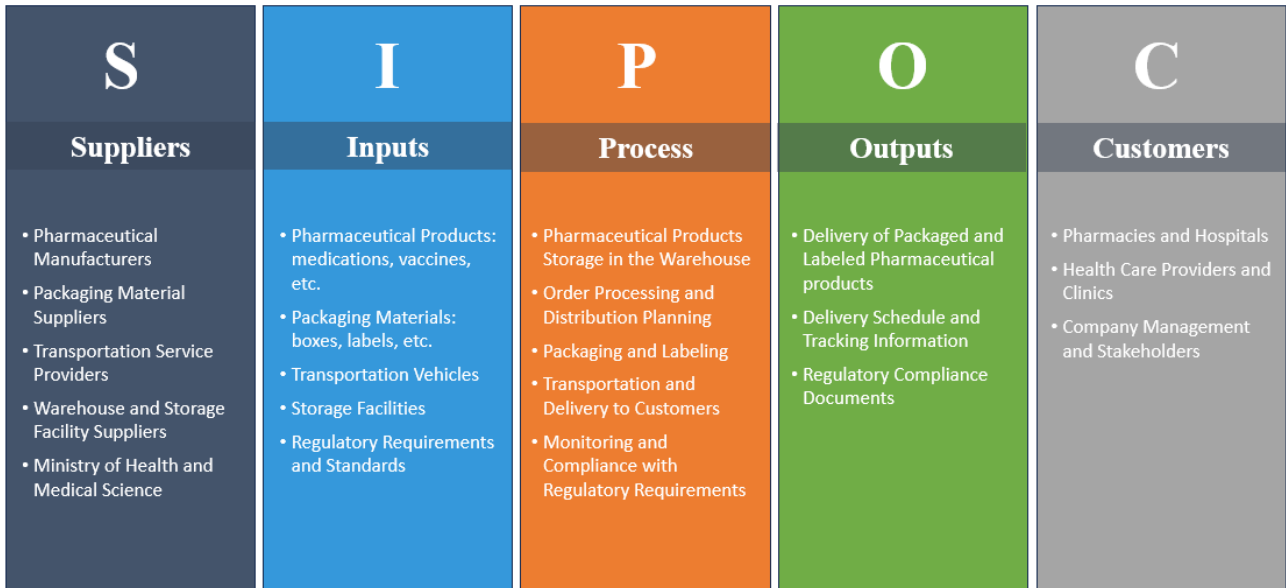 S
Suppliers
• Pharmaceutical
Manufacturers
• Packaging Material
Suppliers
• Transportation Service
Providers
• Warehouse and Storage
Facility Suppliers
• Ministry of Health and
Medical Science
I
Inputs
• Pharmaceutical Products:
medications, vaccines,
etc.
• Packaging Materials:
boxes, labels, etc.
• Transportation Vehicles
• Storage Facilities
• Regulatory Requirements
and Standards
P
Process
• Pharmaceutical Products
Storage in the Warehouse
• Order Processing and
Distribution Planning
• Packaging and Labeling
• Transportation and
Delivery to Customers
• Monitoring and
Compliance with
Regulatory Requirements
O
Outputs
• Delivery of Packaged and
Labeled Pharmaceutical
products
• Delivery Schedule and
Tracking Information
• Regulatory Compliance
Documents
C
Customers
• Pharmacies and Hospitals
• Health Care Providers and
Clinics
• Company Management
and Stakeholders